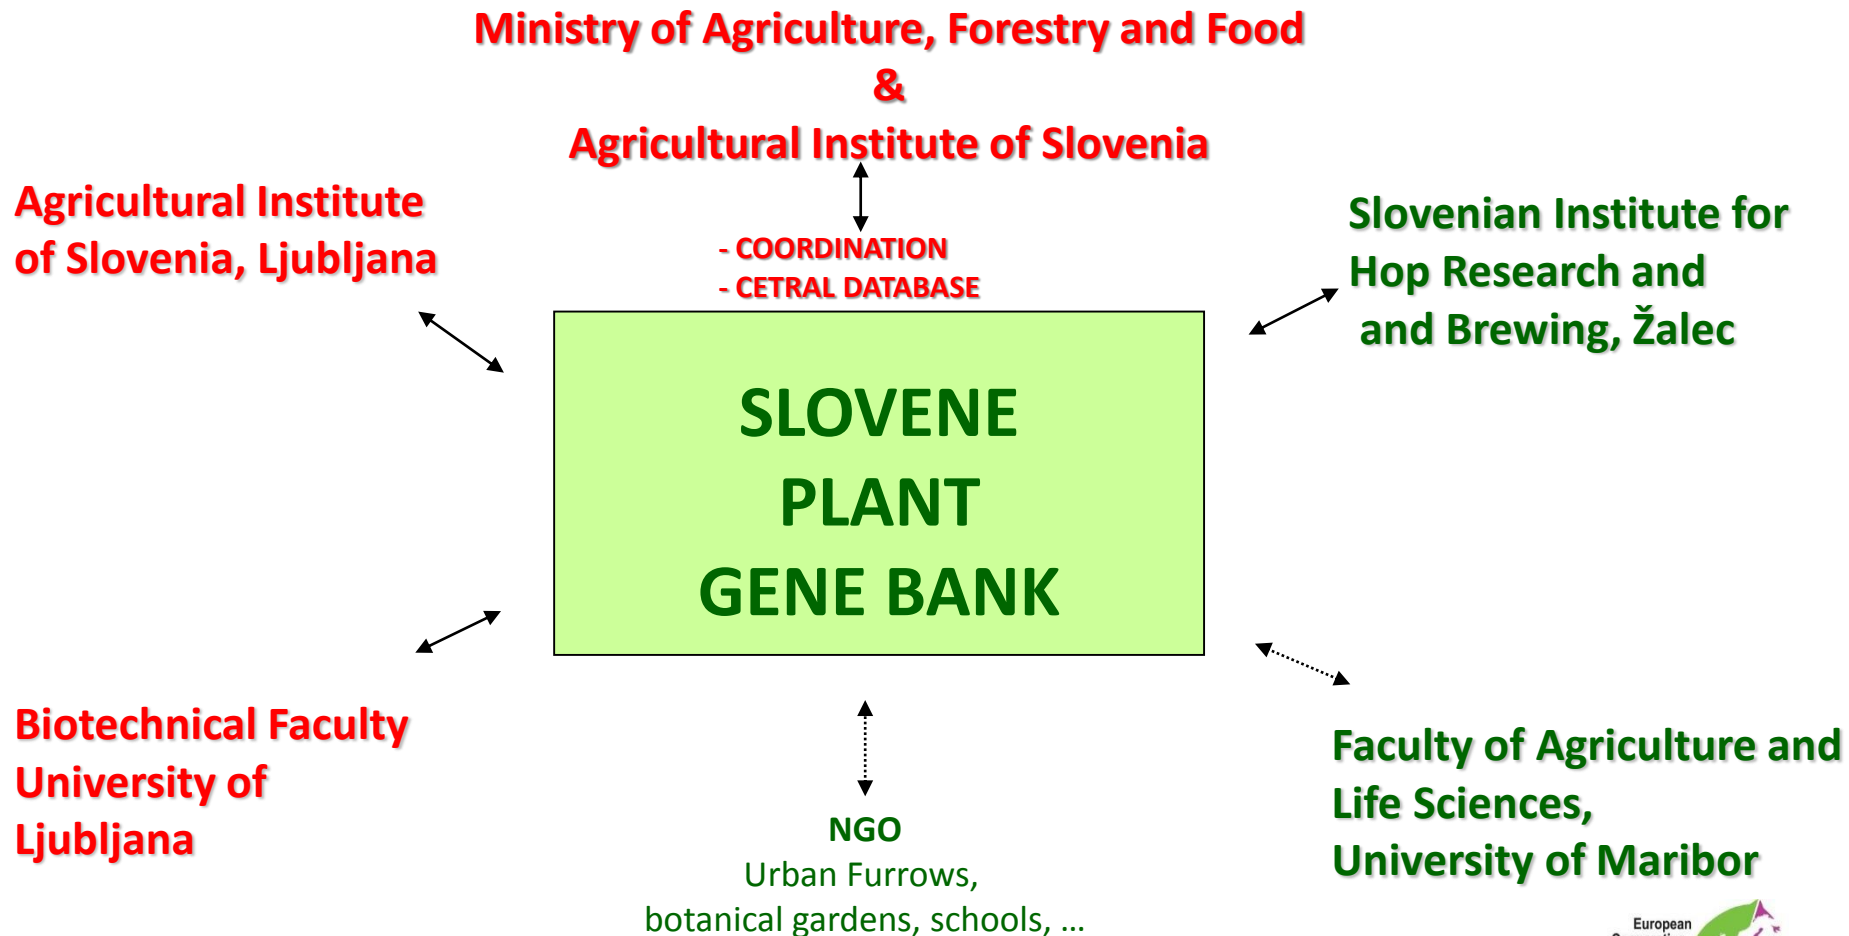 Ministry of Agriculture, Forestry and Food
&
Agricultural Institute of Slovenia
Agricultural Institute
of Slovenia, Ljubljana
- COORDINATION
- CETRAL DATABASE
Slovenian Institute for
Hop Research and
and Brewing, Žalec
SLOVENE
PLANT
GENE BANK
Biotechnical Faculty
University of
Ljubljana
NGO
Urban Furrows,
botanical gardens, schools, ...
Faculty of Agriculture and
Life Sciences,
University of Maribor
European